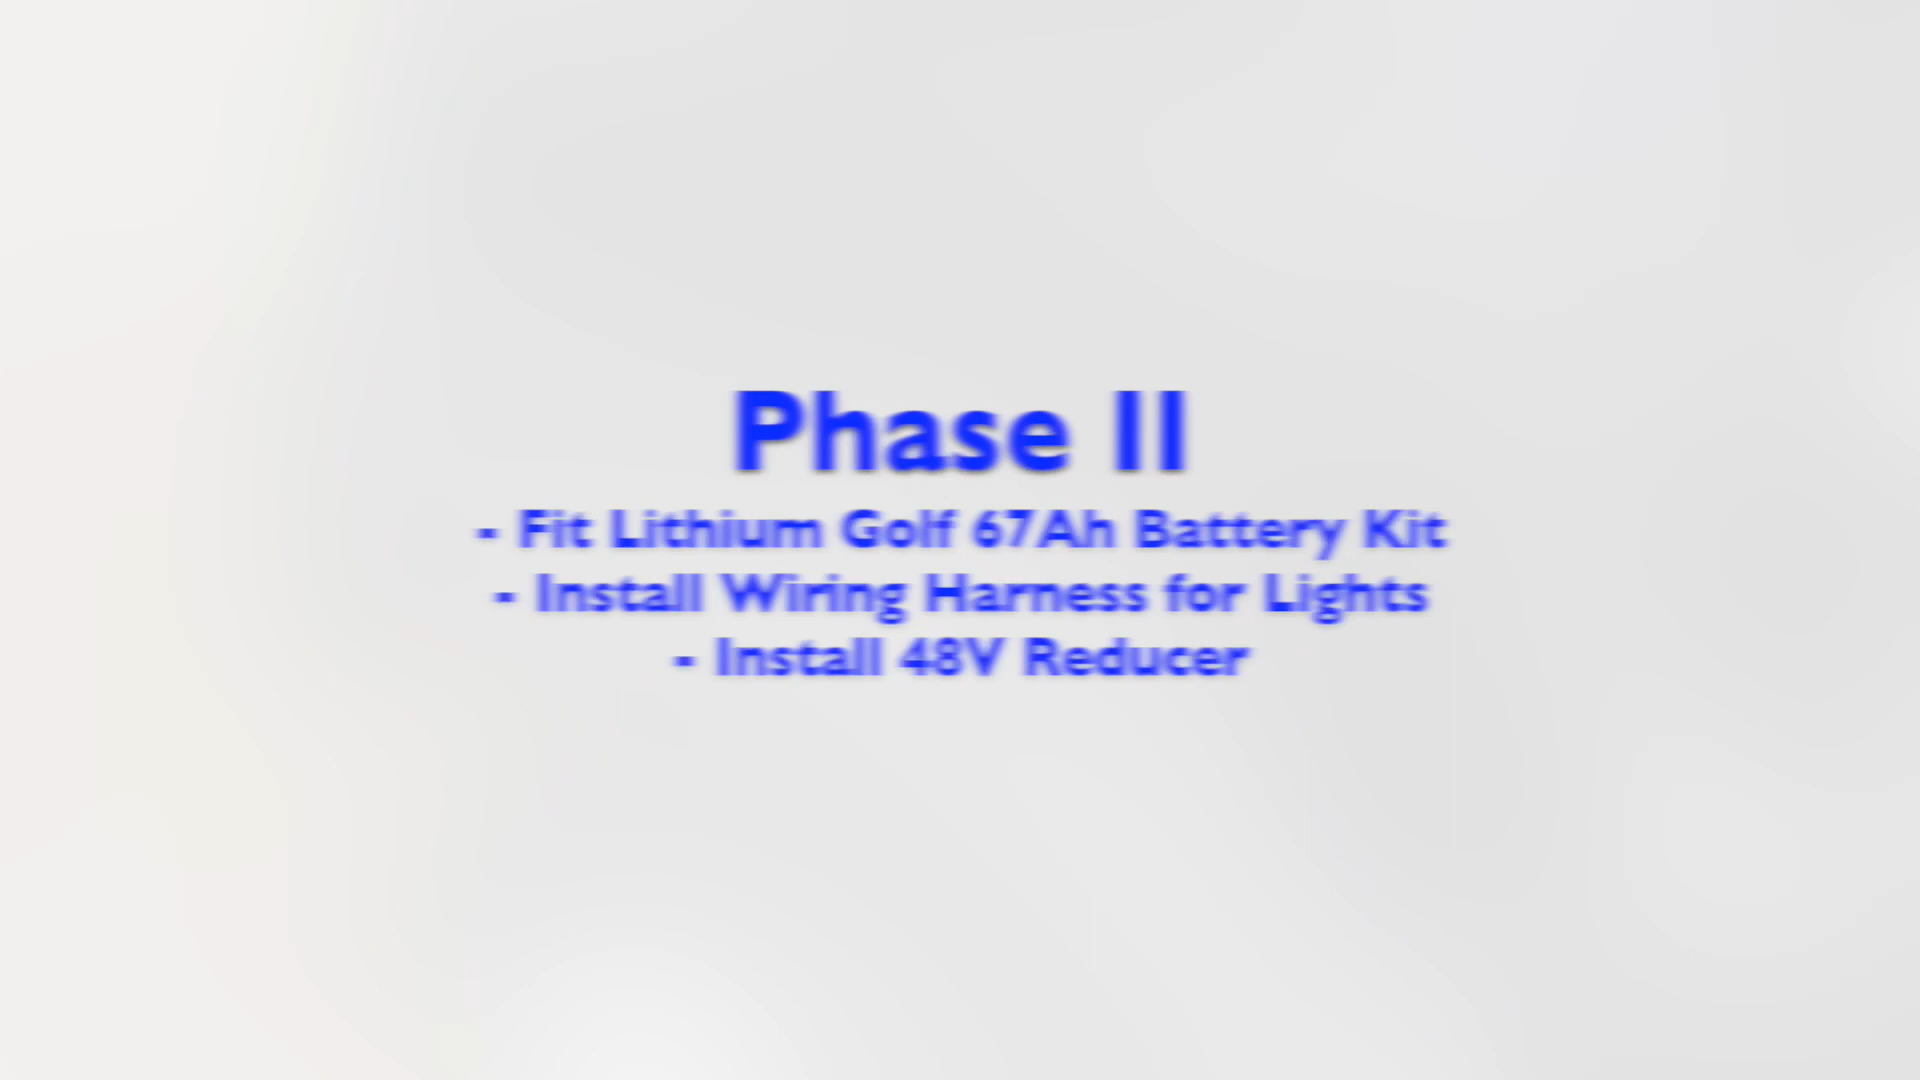 Phase II
- Fit Lithium Golf 67Ah Battery Kit
- Install Wiring Harness for Lights
- Install 48V Reducer